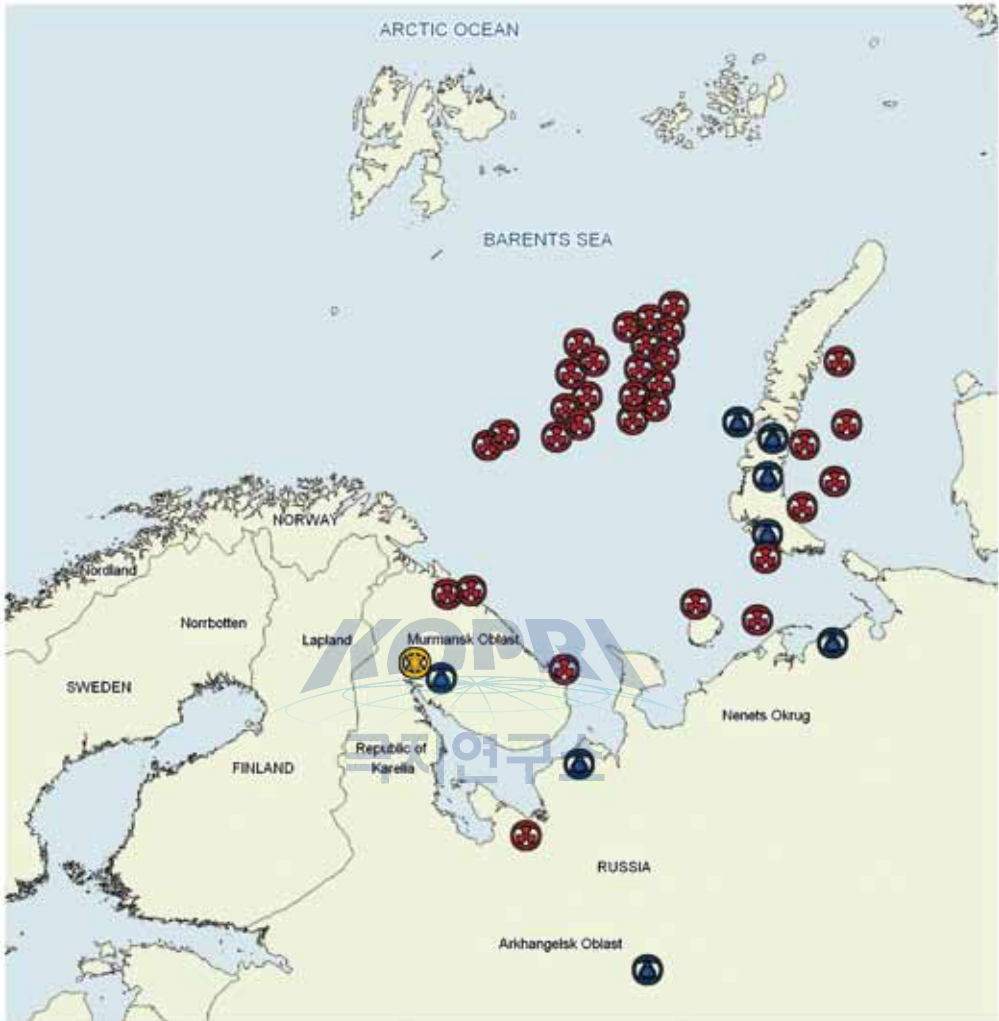 ARCTIC OCEAN
BARENTS SEA
NORWAY
Nordland
Norrbotten
Lapland
Murmansk Oblast
KOPRI
SWEDEN
Nenets Okrug
Republic of
Karelia
FINLAND
극지연구소
RUSSIA
Arkhangelsk Oblast